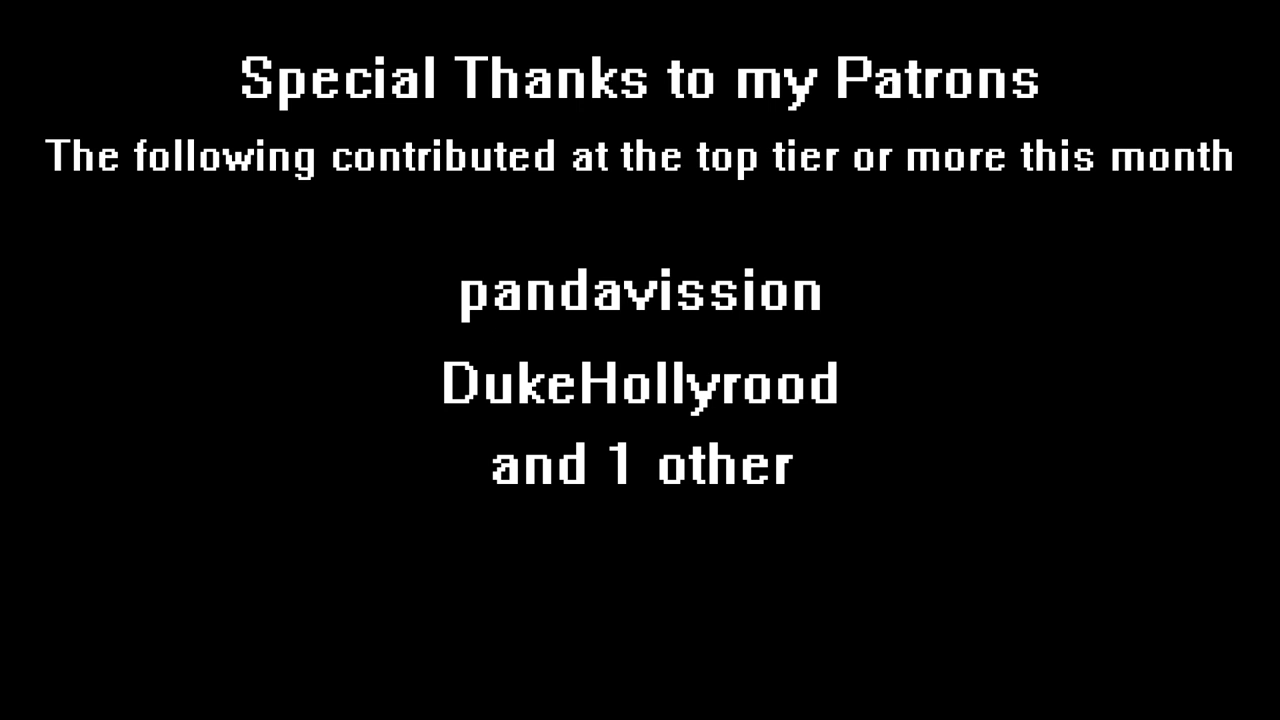 Special Thanks to my Patrons
The following contributed at the top tier or more this month
pandavission
DukeHollyrood
and 1 other